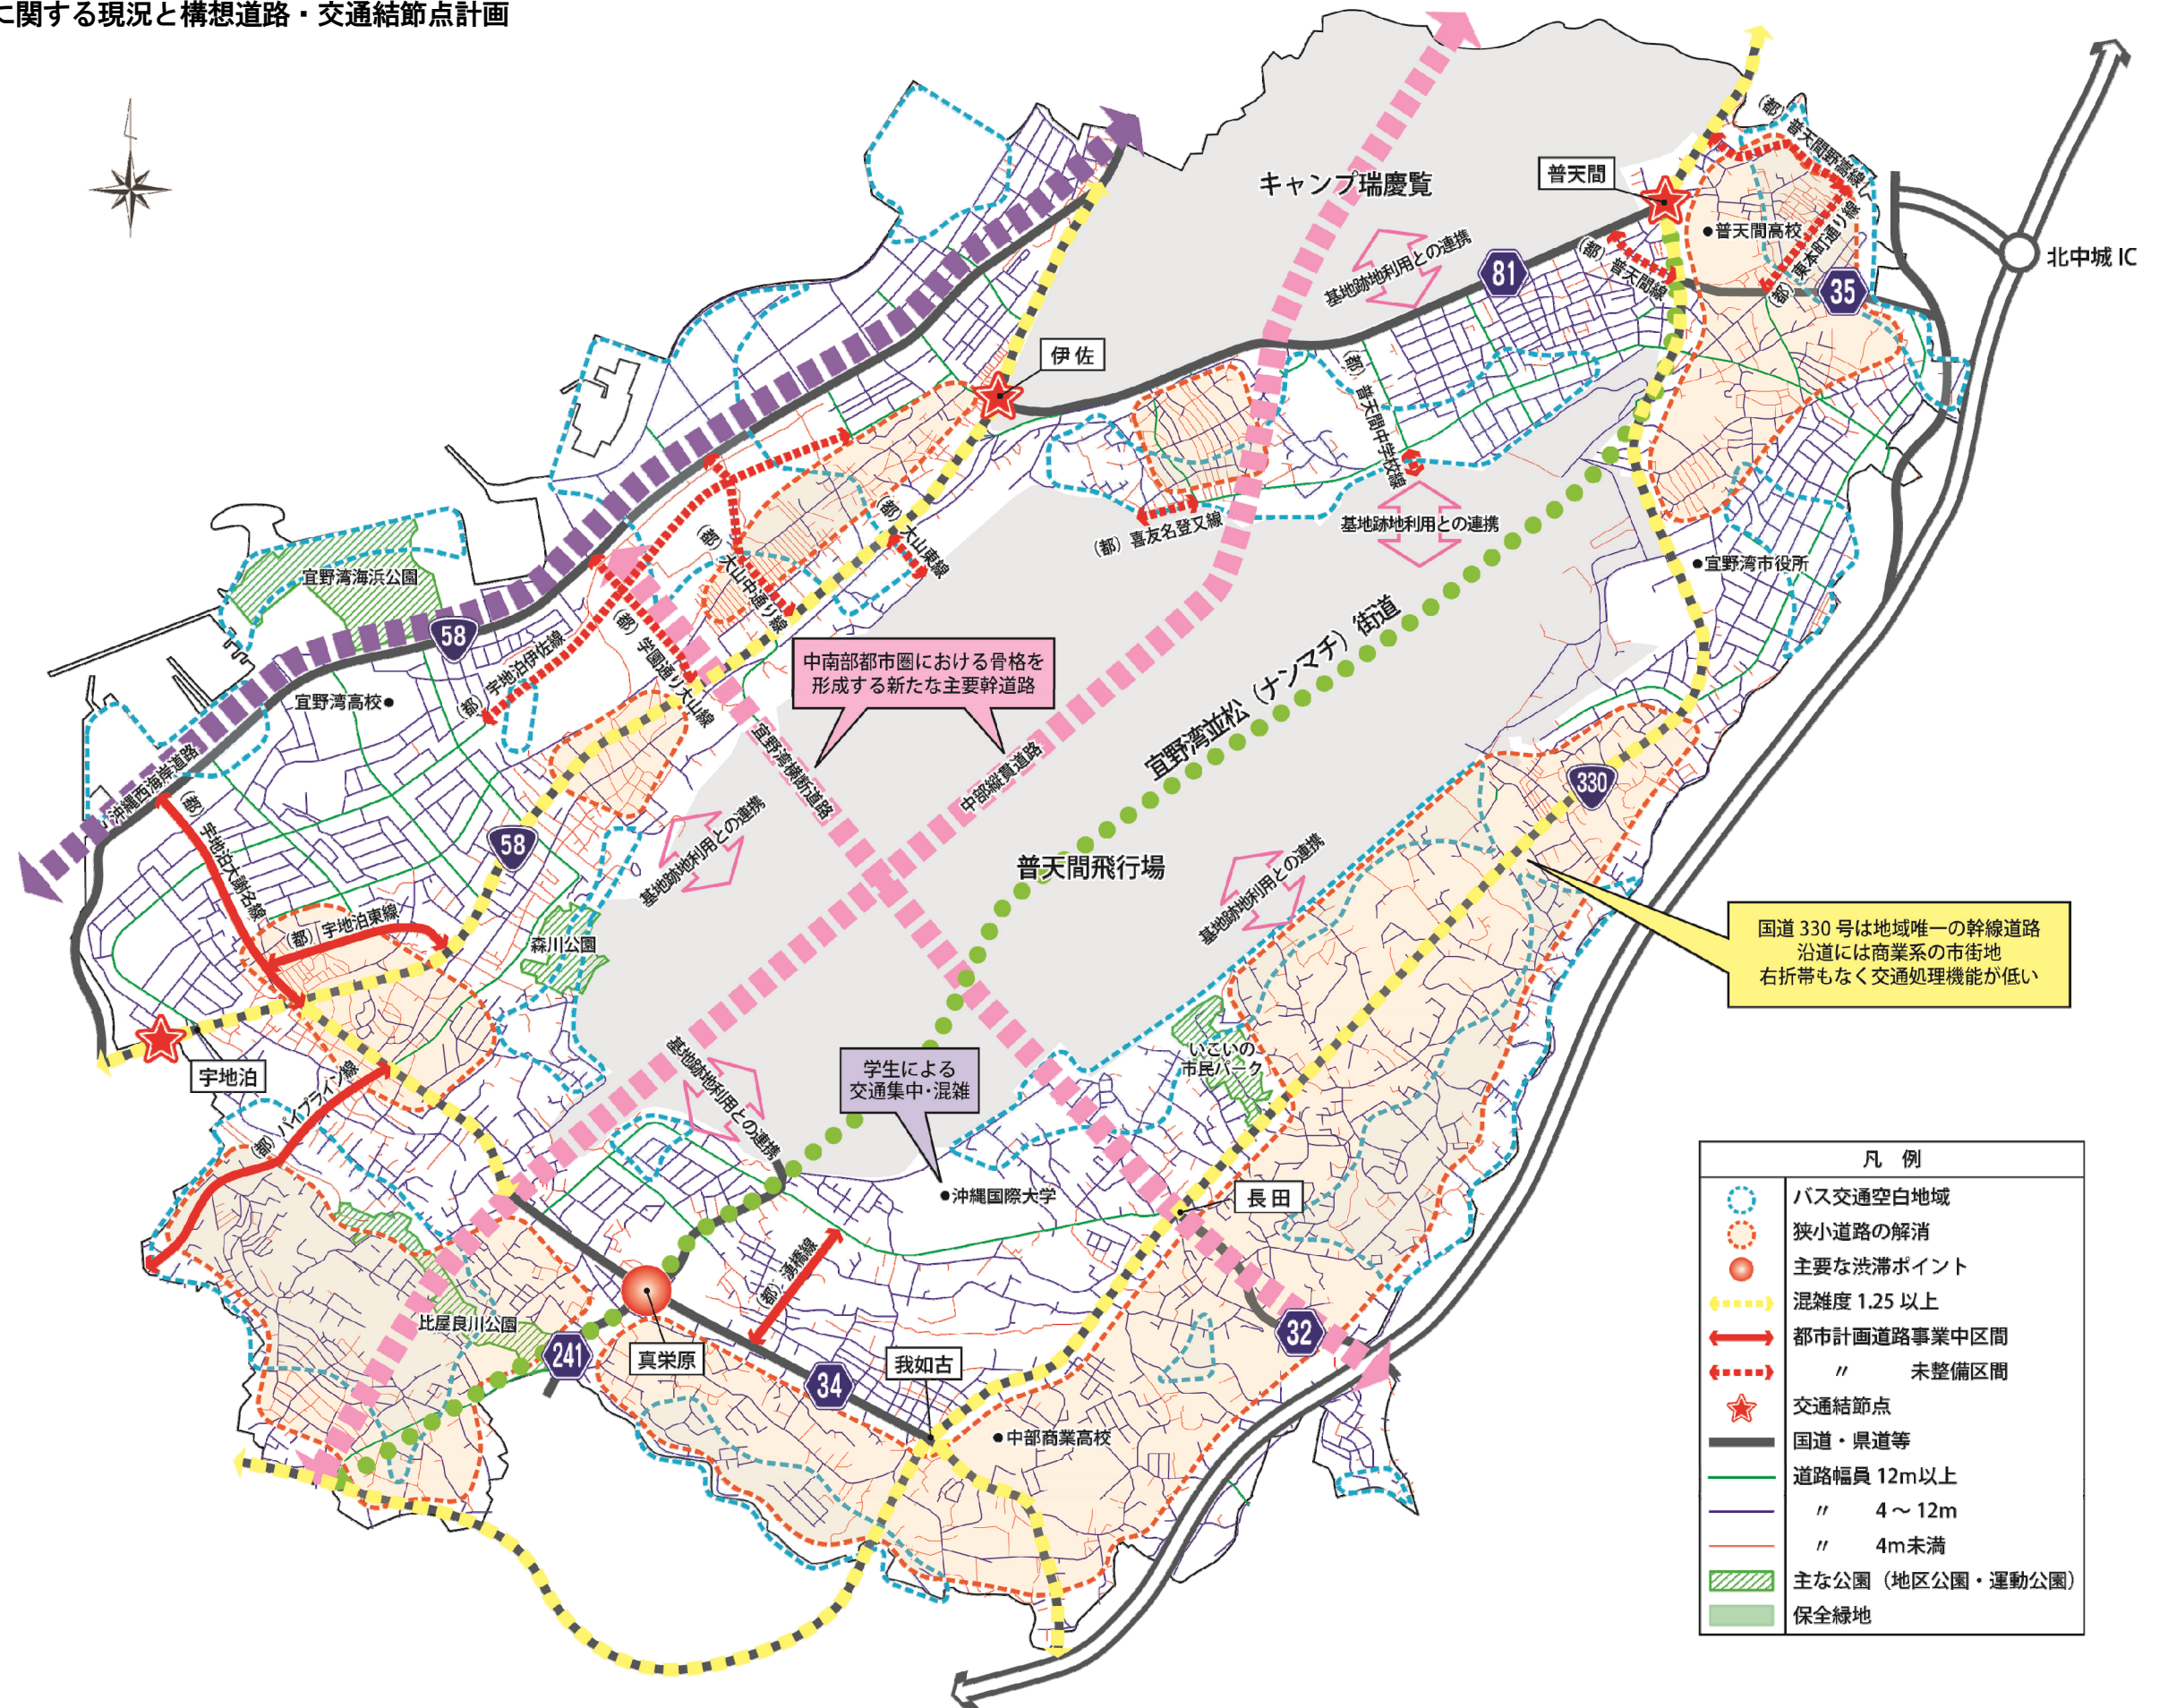 に関する現況と構想道路・交通結節点計画
キャンプ瑞慶覧
普天間
(都) 普天間野嵩線
普天間高校
(都) 東本町通り線
(都) 普天間線
北中城 IC
81
35
基地跡地利用との連携
伊佐
(都) 普天間中学校線
基地跡地利用との連携
(都) 喜友名登又線
(都) 大山東線
(都) 大山中通り線
宜野湾海浜公園
58
宜野湾市役所
(都) 宇地泊伊佐線
(都) 学園通り大山線
宜野湾高校
中南部都市圏における骨格を
形成する新たな主要幹道路
宜野湾並松（ナンマチ）街道
宜野湾横断道路
中部縦貫道路
沖縄西海岸道路
330
(都) 宇地泊大謝名線
58
基地跡地利用との連携
普天間飛行場
基地跡地利用との連携
(都) 宇地泊東線
森川公園
国道 330 号は地域唯一の幹線道路
沿道には商業系の市街地
右折帯もなく交通処理機能が低い
宇地泊
(都) パイプライン線
基地跡地利用との連携
学生による
交通集中・混雑
いこいの
市民パーク
沖縄国際大学
長田
(都) 湧橋線
比屋良川公園
241
真栄原
34
我如古
32
中部商業高校
凡 例
バス交通空白地域
狭小道路の解消
主要な渋滞ポイント
混雑度 1.25 以上
都市計画道路事業中区間
〃 未整備区間
交通結節点
国道・県道等
道路幅員 12m以上
〃 4～12m
〃 4m未満
主な公園（地区公園・運動公園）
保全緑地